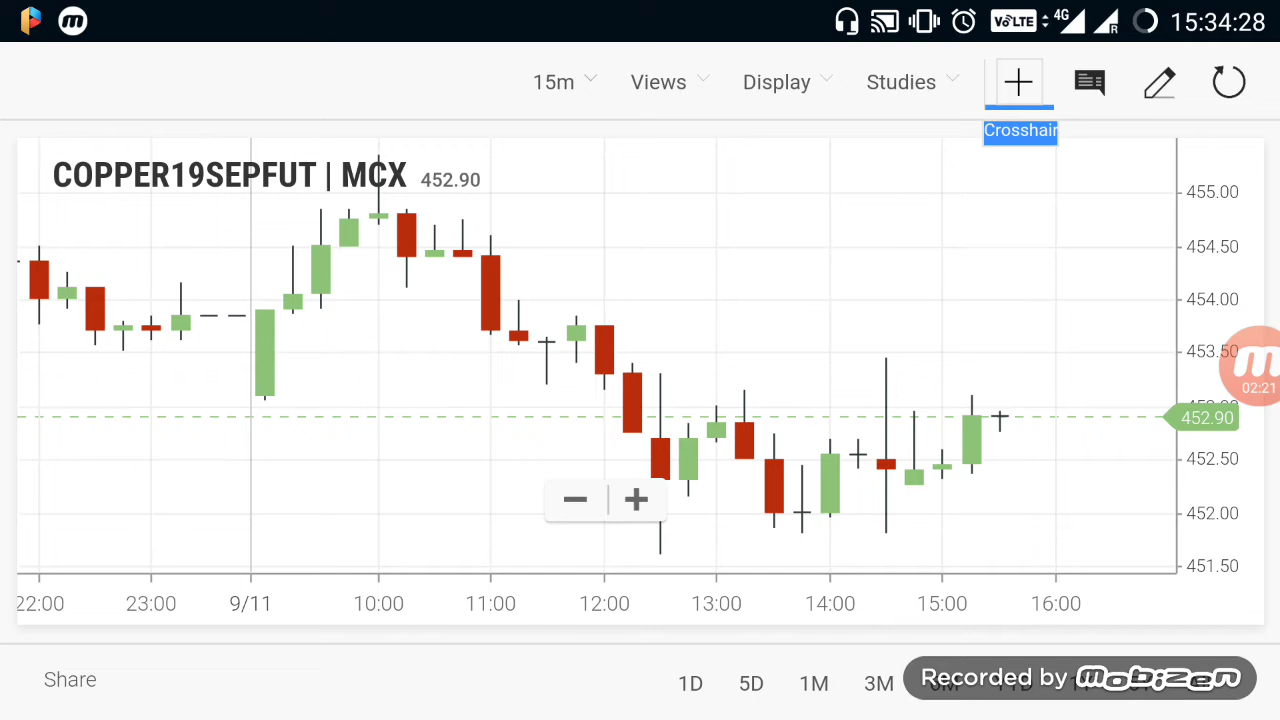 4G R 15:34:28
VoLTE
15m Views Display Studies
Crosshair
COPPER19SEPFUT | MCX 452.90
455.00
454.50
454.00
453.50
02:21
452.90
452.50
452.00
451.50
22:00 23:00 9/11 10:00 11:00 12:00 13:00 14:00 15:00 16:00
Share 1D 5D 1M 3M
Recorded by mobizen